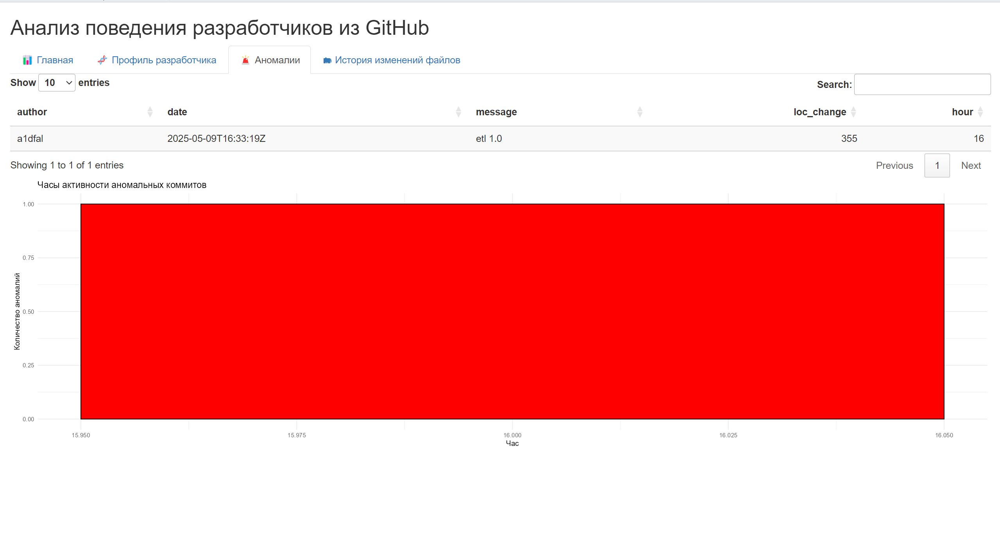 Анализ поведения разработчиков из GitHub
Главная Профиль разработчика Аномалии История изменений файлов
Show 10 entries Search:
author date message loc_change hour
a1dfal 2025-05-09T16:33:19Z etl 1.0 355 16
Showing 1 to 1 of 1 entries Previous 1 Next
Часы активности аномальных коммитов
Количество аномалий
1.00
0.75
0.50
0.25
0.00
15.950 15.975 16.000 16.025 16.050
Час